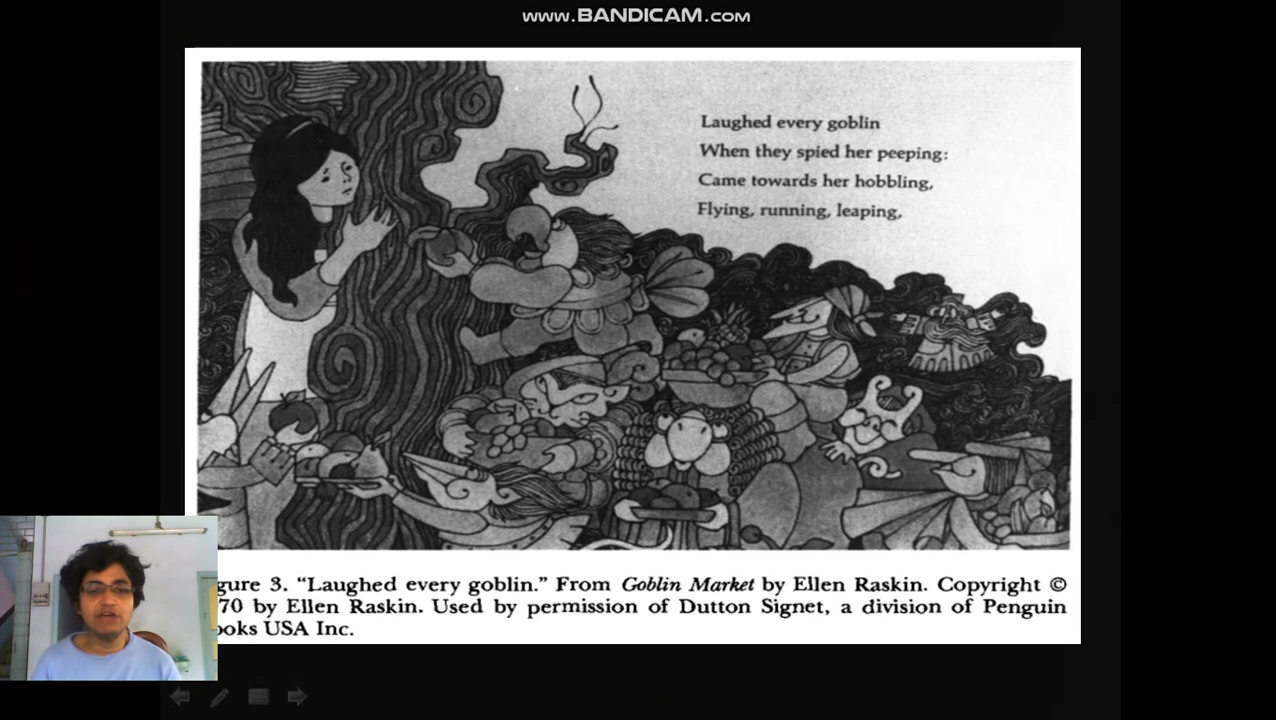 www.BANDICAM.com
Laughed every goblin
When they spied her peeping:
Came towards her hobbling,
Flying, running, leaping,
gure 3. “Laughed every goblin.” From Goblin Market by Ellen Raskin. Copyright ©
70 by Ellen Raskin. Used by permission of Dutton Signet, a division of Penguin
ooks USA Inc.